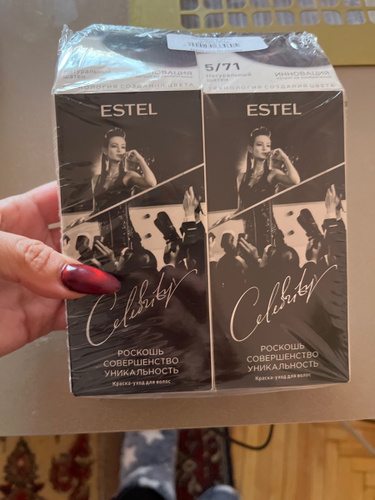 5/71
Натуральный
ИННОВАЦИЯ
ESTEL
Celebrity
РОСКОШЬ
СОВЕРШЕНСТВО
УНИКАЛЬНОСТЬ
Краска-уход для волос
ESTEL
Celebrity
РОСКОШЬ
СОВЕРШЕНСТВО
УНИКАЛЬНОСТЬ
Краска-уход для волос